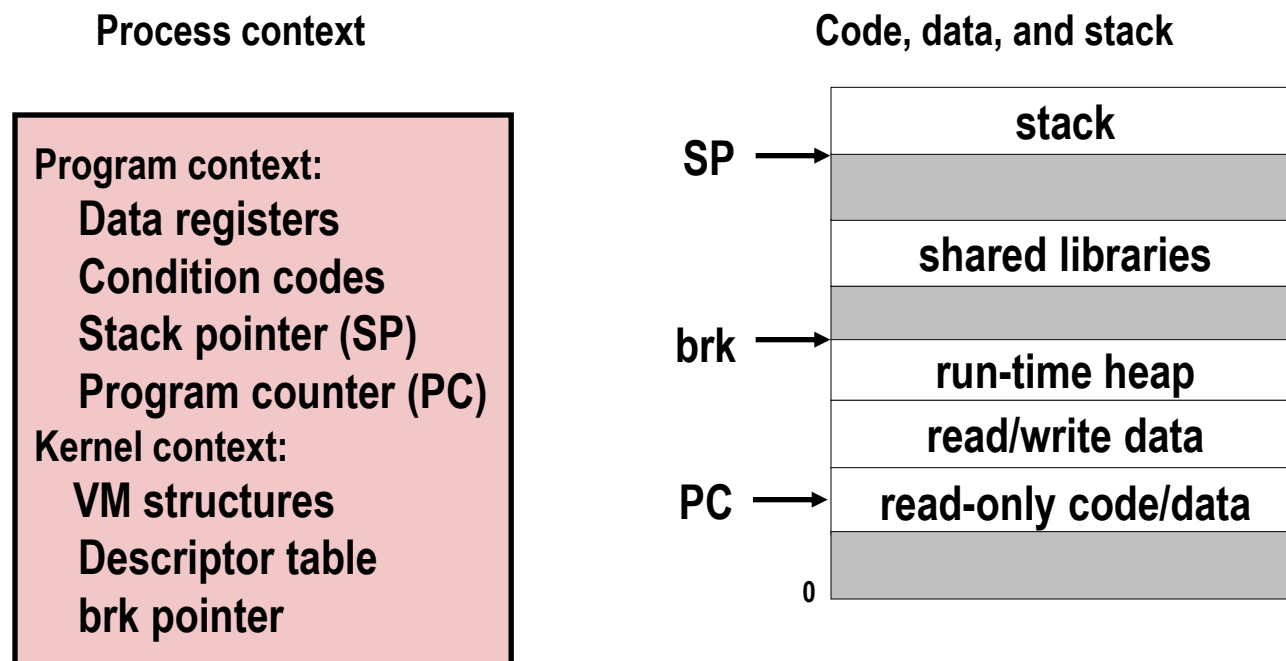 Process context
Program context:
Data registers
Condition codes
Stack pointer (SP)
Program counter (PC)
Kernel context:
VM structures
Descriptor table
brk pointer
Code, data, and stack
stack
SP
shared libraries
brk
run-time heap
read/write data
PC
read-only code/data
0